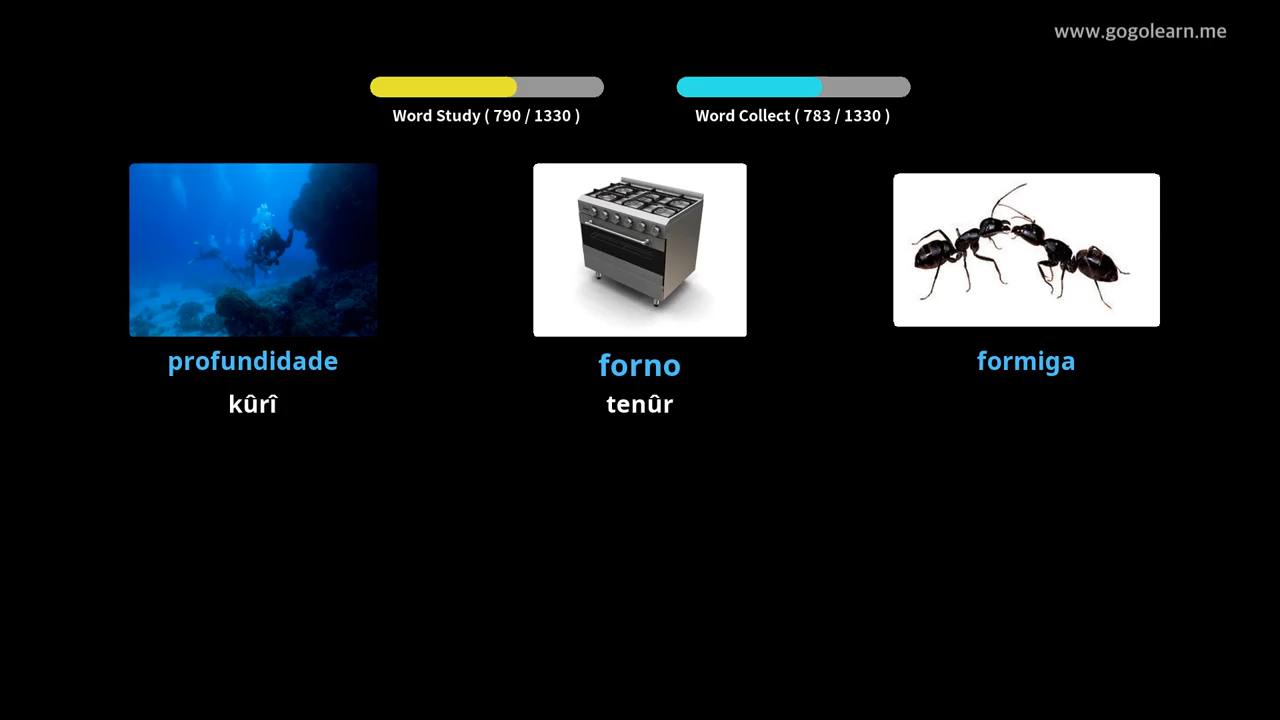 www.gogolearn.me
Word Study ( 790 / 1330 )
Word Collect ( 783 / 1330 )
profundidade
forno
formiga
kûrî
tenûr